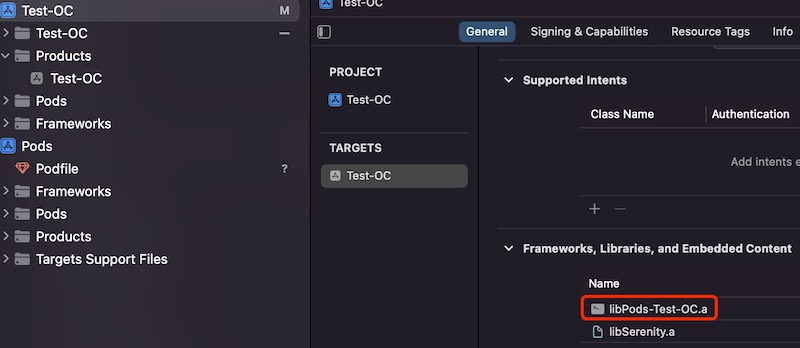 Test-OC M
Test-OC
Products
Test-OC
Pods
Frameworks
Pods
Podfile ?
Frameworks
Pods
Products
Targets Support Files
Test-OC
General Signing & Capabilities Resource Tags Info
PROJECT
Test-OC
TARGETS
Test-OC
Supported Intents
Class Name Authentication
Add intents
Frameworks, Libraries, and Embedded Content
Name
libPods-Test-OC.a
libSerenity.a